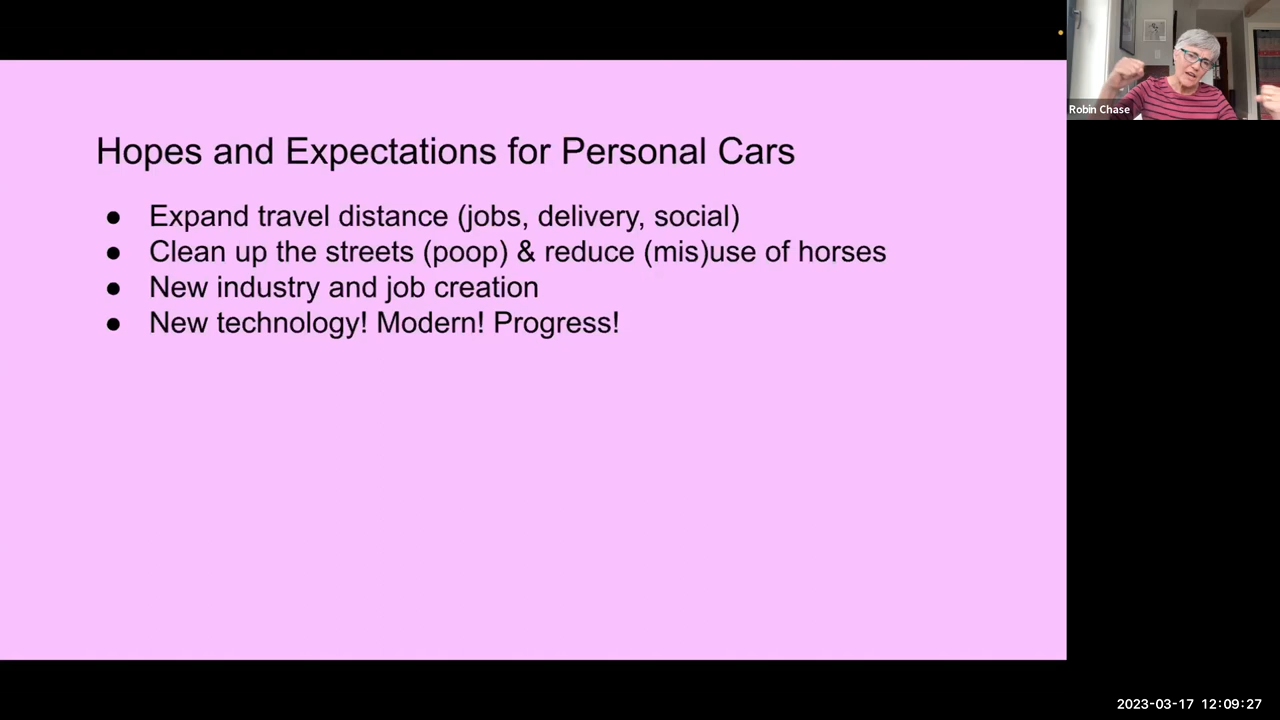 Robin Chase
Hopes and Expectations for Personal Cars
● Expand travel distance (jobs, delivery, social)
● Clean up the streets (poop) & reduce (mis)use of horses
● New industry and job creation
● New technology! Modern! Progress!
2023-03-17 12:09:27